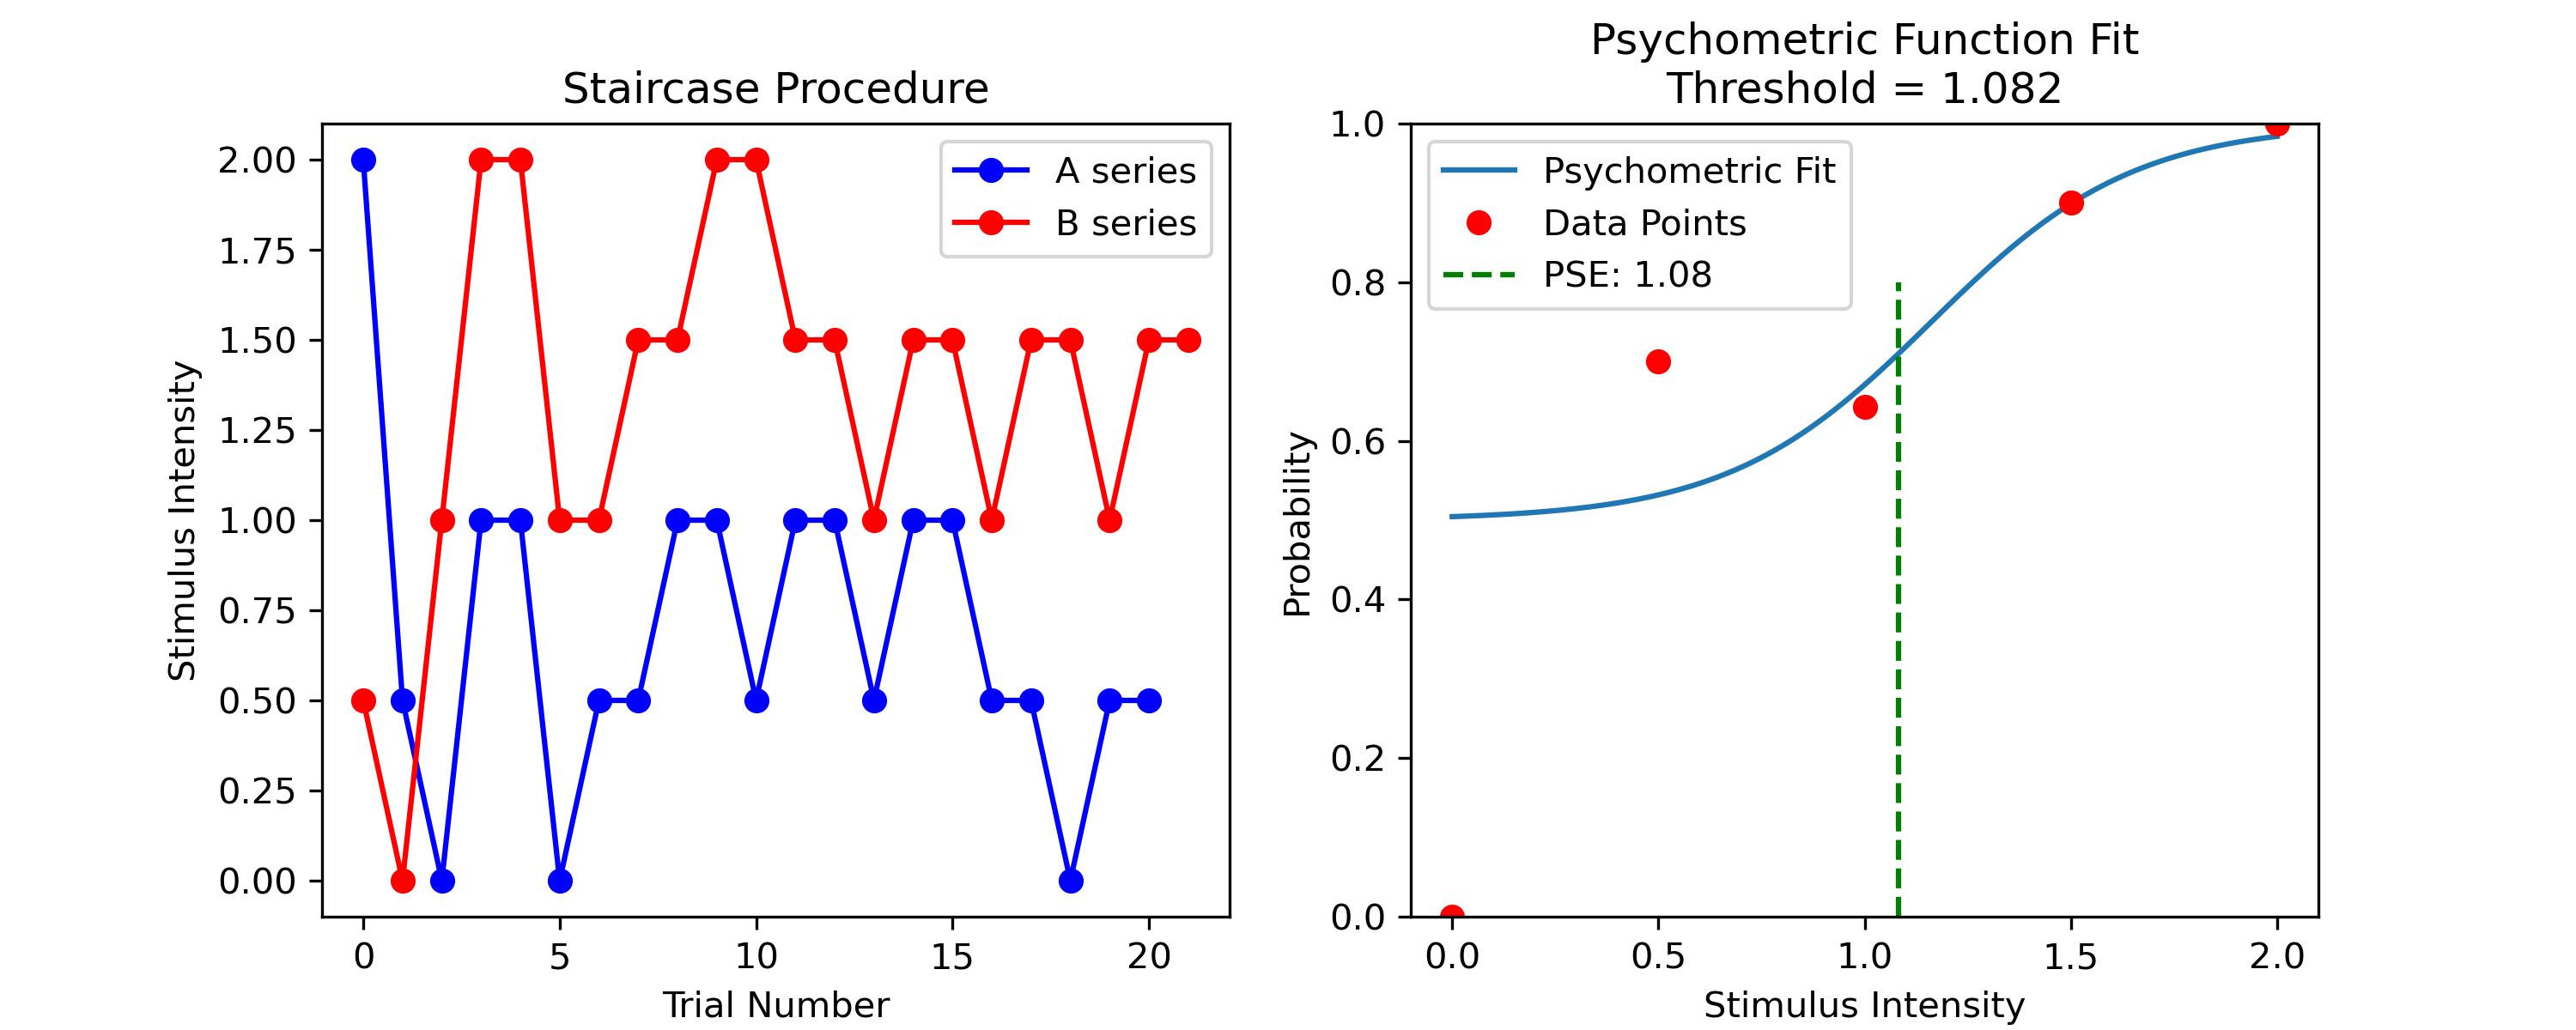 Staircase Procedure
2.00
1.75
1.50
1.25
1.00
0.75
0.50
0.25
0.00
Stimulus Intensity
0 5 10 15 20
Trial Number
A series
B series
Psychometric Function Fit
Threshold = 1.082
1.0
0.8
0.6
0.4
0.2
0.0
Probability
0.0 0.5 1.0 1.5 2.0
Stimulus Intensity
Psychometric Fit
Data Points
PSE: 1.08